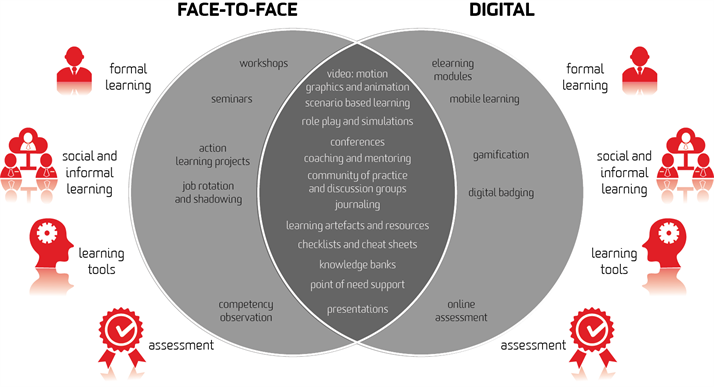 FACE-TO-FACE
DIGITAL
formal
learning
social and
informal
learning
learning
tools
assessment
workshops
seminars
action
learning projects
job rotation
and shadowing
competency
observation
video: motion
graphics and animation
scenario based learning
role play and simulations
conferences
coaching and mentoring
community of practice
and discussion groups
journaling
learning artefacts and resources
checklists and cheat sheets
knowledge banks
point of need support
presentations
elearning
modules
mobile learning
gamification
digital badging
online
assessment
formal
learning
social and
informal
learning
learning
tools
assessment